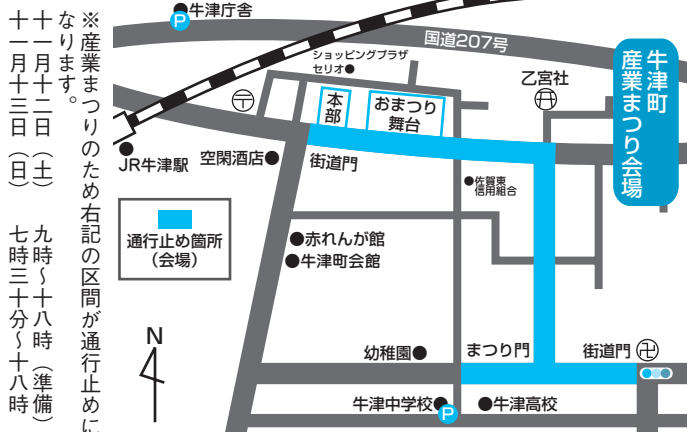 牛津町
産業まつり会場
牛津庁舎
P
国道207号
ショッピングプラザ
セリオ
乙宮社
〒
本部
おまつり
舞台
JR牛津駅
空閑酒店
街道門
佐賀東
信用組合
通行止め箇所
(会場)
赤れんが館
牛津町会館
N
幼稚園
まつり門
街道門
卍
牛津中学校
P
牛津高校
※産業まつりのため右記の区間が通行止めに
なります。
十一月十二日(土) 九時〜十八時(準備)
十一月十三日(日) 七時三十分〜十八時